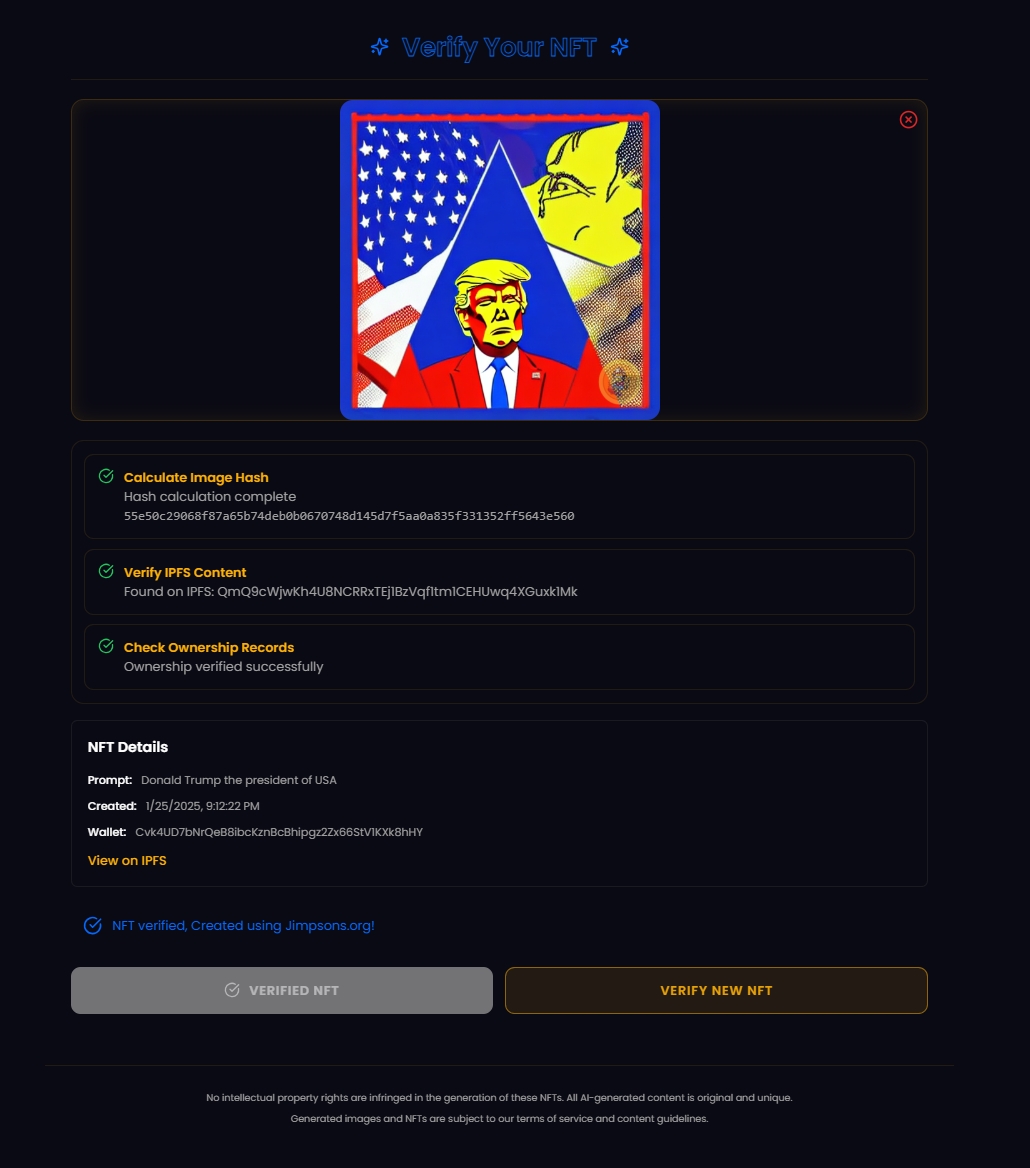 Verify Your NFT
Calculate Image Hash
Hash calculation complete
55e50c29068f87a65b74deb0b0670748d145d7f5aa0a835f331352ff5643e560
Verify IPFS Content
Found on IPFS: QmQ9cWjwKh4U8NCRRxTEj1BzVqf1tm1CEHUwq4XGuxk1Mk
Check Ownership Records
Ownership verified successfully
NFT Details
Prompt: Donald Trump the president of USA
Created: 1/25/2025, 9:12:22 PM
Wallet: Cvk4UD7bNrQeB8ibcKznBcBhipgz2Zx66StV1KXk8hHY
View on IPFS
NFT verified, Created using Jimpsons.org!
VERIFIED NFT
VERIFY NEW NFT
No intellectual property rights are infringed in the generation of these NFTs. All AI-generated content is original and unique.
Generated images and NFTs are subject to our terms of service and content guidelines.